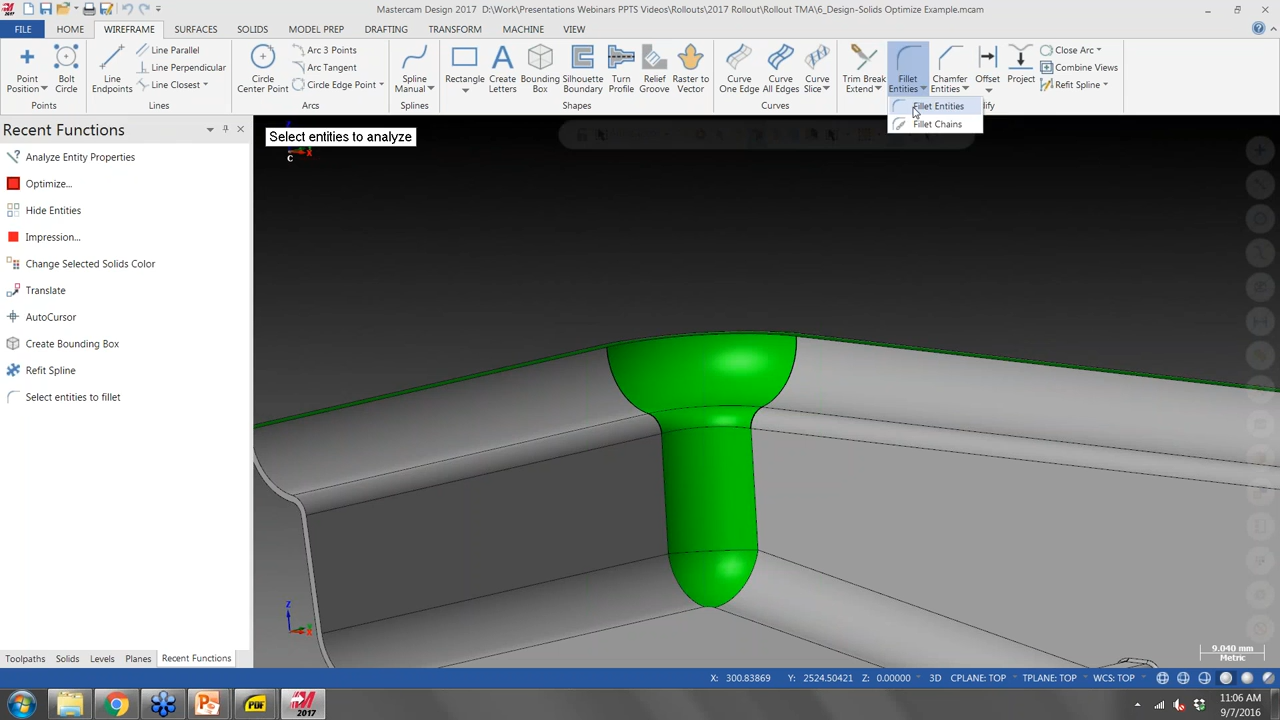 Mastercam Design 2017 D:\Work\Presentations Webinars PPTS Videos\Rollouts\2017 Rollout\Rollout TMA\6_Design-Solids Optimize Example.mcam
FILE HOME WIREFRAME SURFACES SOLIDS MODEL PREP DRAFTING TRANSFORM MACHINE VIEW
Point Position
Bolt Circle
Points
Line Endpoints
Line Parallel
Line Perpendicular
Line Closest
Lines
Circle Center Point
Arc 3 Points
Arc Tangent
Circle Edge Point
Arcs
Spline Manual
Splines
Rectangle
Create Letters
Bounding Box
Silhouette Boundary
Turn Profile
Relief Groove
Raster to Vector
Shapes
Curve One Edge
Curve All Edges
Curve Slice
Curves
Trim Break Extend
Fillet Entities
Chamfer Entities
Offset
Project
Close Arc
Combine Views
Refit Spline
Fillet Entities
Fillet Chains
Recent Functions
Analyze Entity Properties
Optimize...
Hide Entities
Impression...
Change Selected Solids Color
Translate
AutoCursor
Create Bounding Box
Refit Spline
Select entities to fillet
Select entities to analyze
X
C
Z
X
9.040 mm
Metric
Toolpaths Solids Levels Planes Recent Functions
X: 300.83869 Y: 2524.50421 Z: 0.00000 3D CPLANE: TOP TPLANE: TOP WCS: TOP
PDF
2017
11:06 AM
9/7/2016